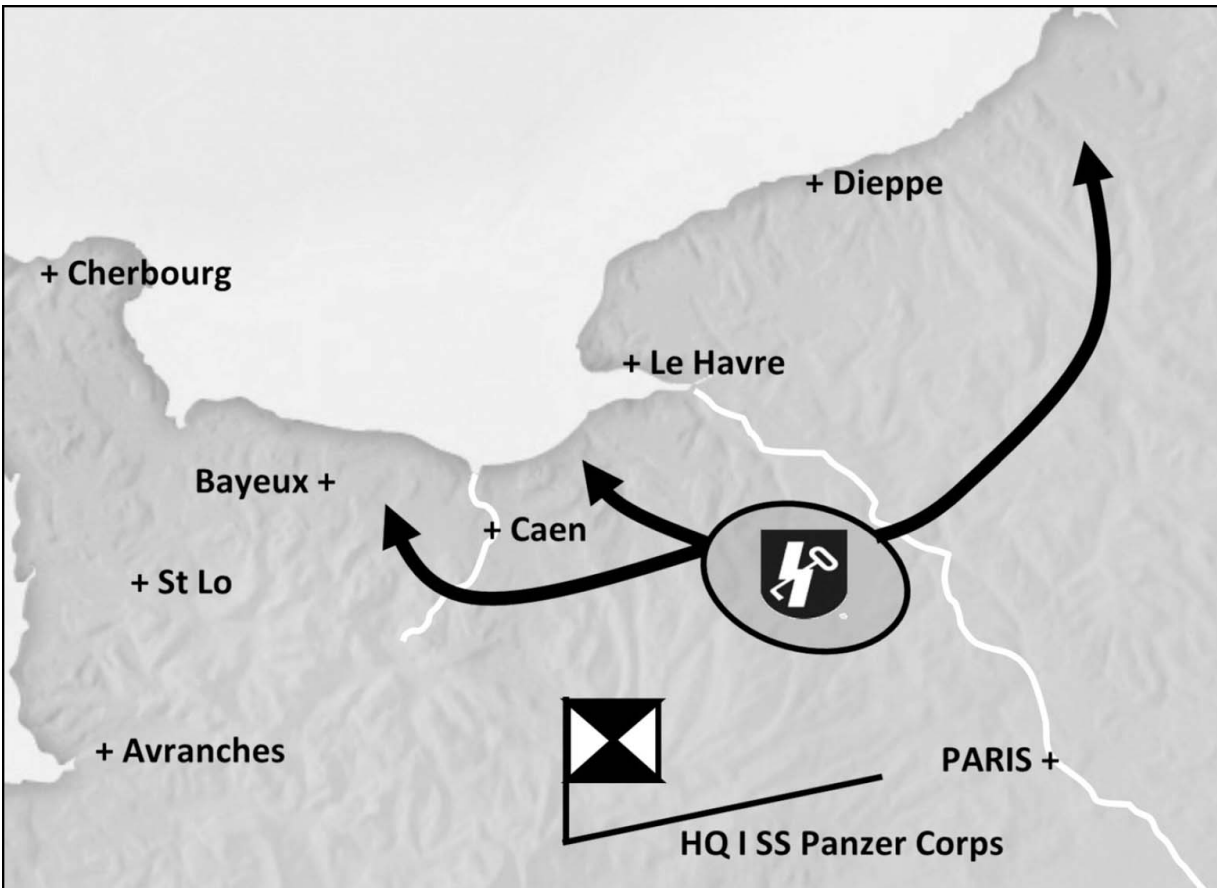 + Dieppe
+ Cherbourg
+ Le Havre
Bayeux +
+ Caen
+ St Lo
+ Avranches
PARIS +
HQ I SS Panzer Corps